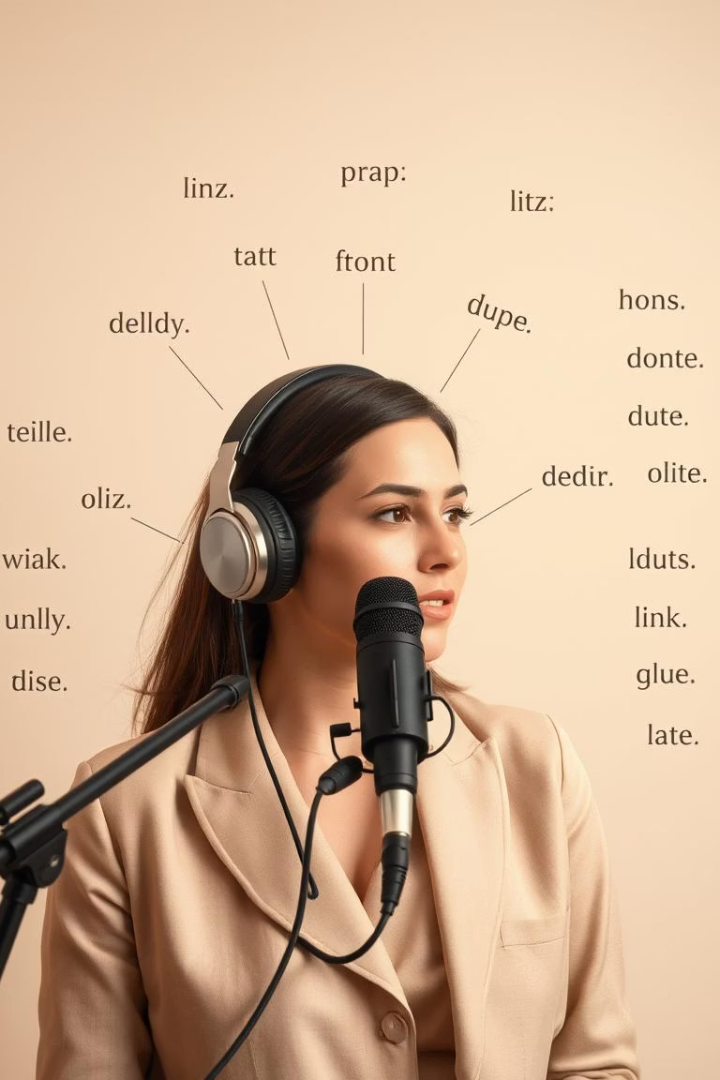 prap:
linz.
litz:
tatt
front
hons.
dupe.
delldy.
donte.
dute.
teille.
dedir.
olite.
oliz.
wiak.
lduts.
unlly.
link.
dise.
glue.
late.